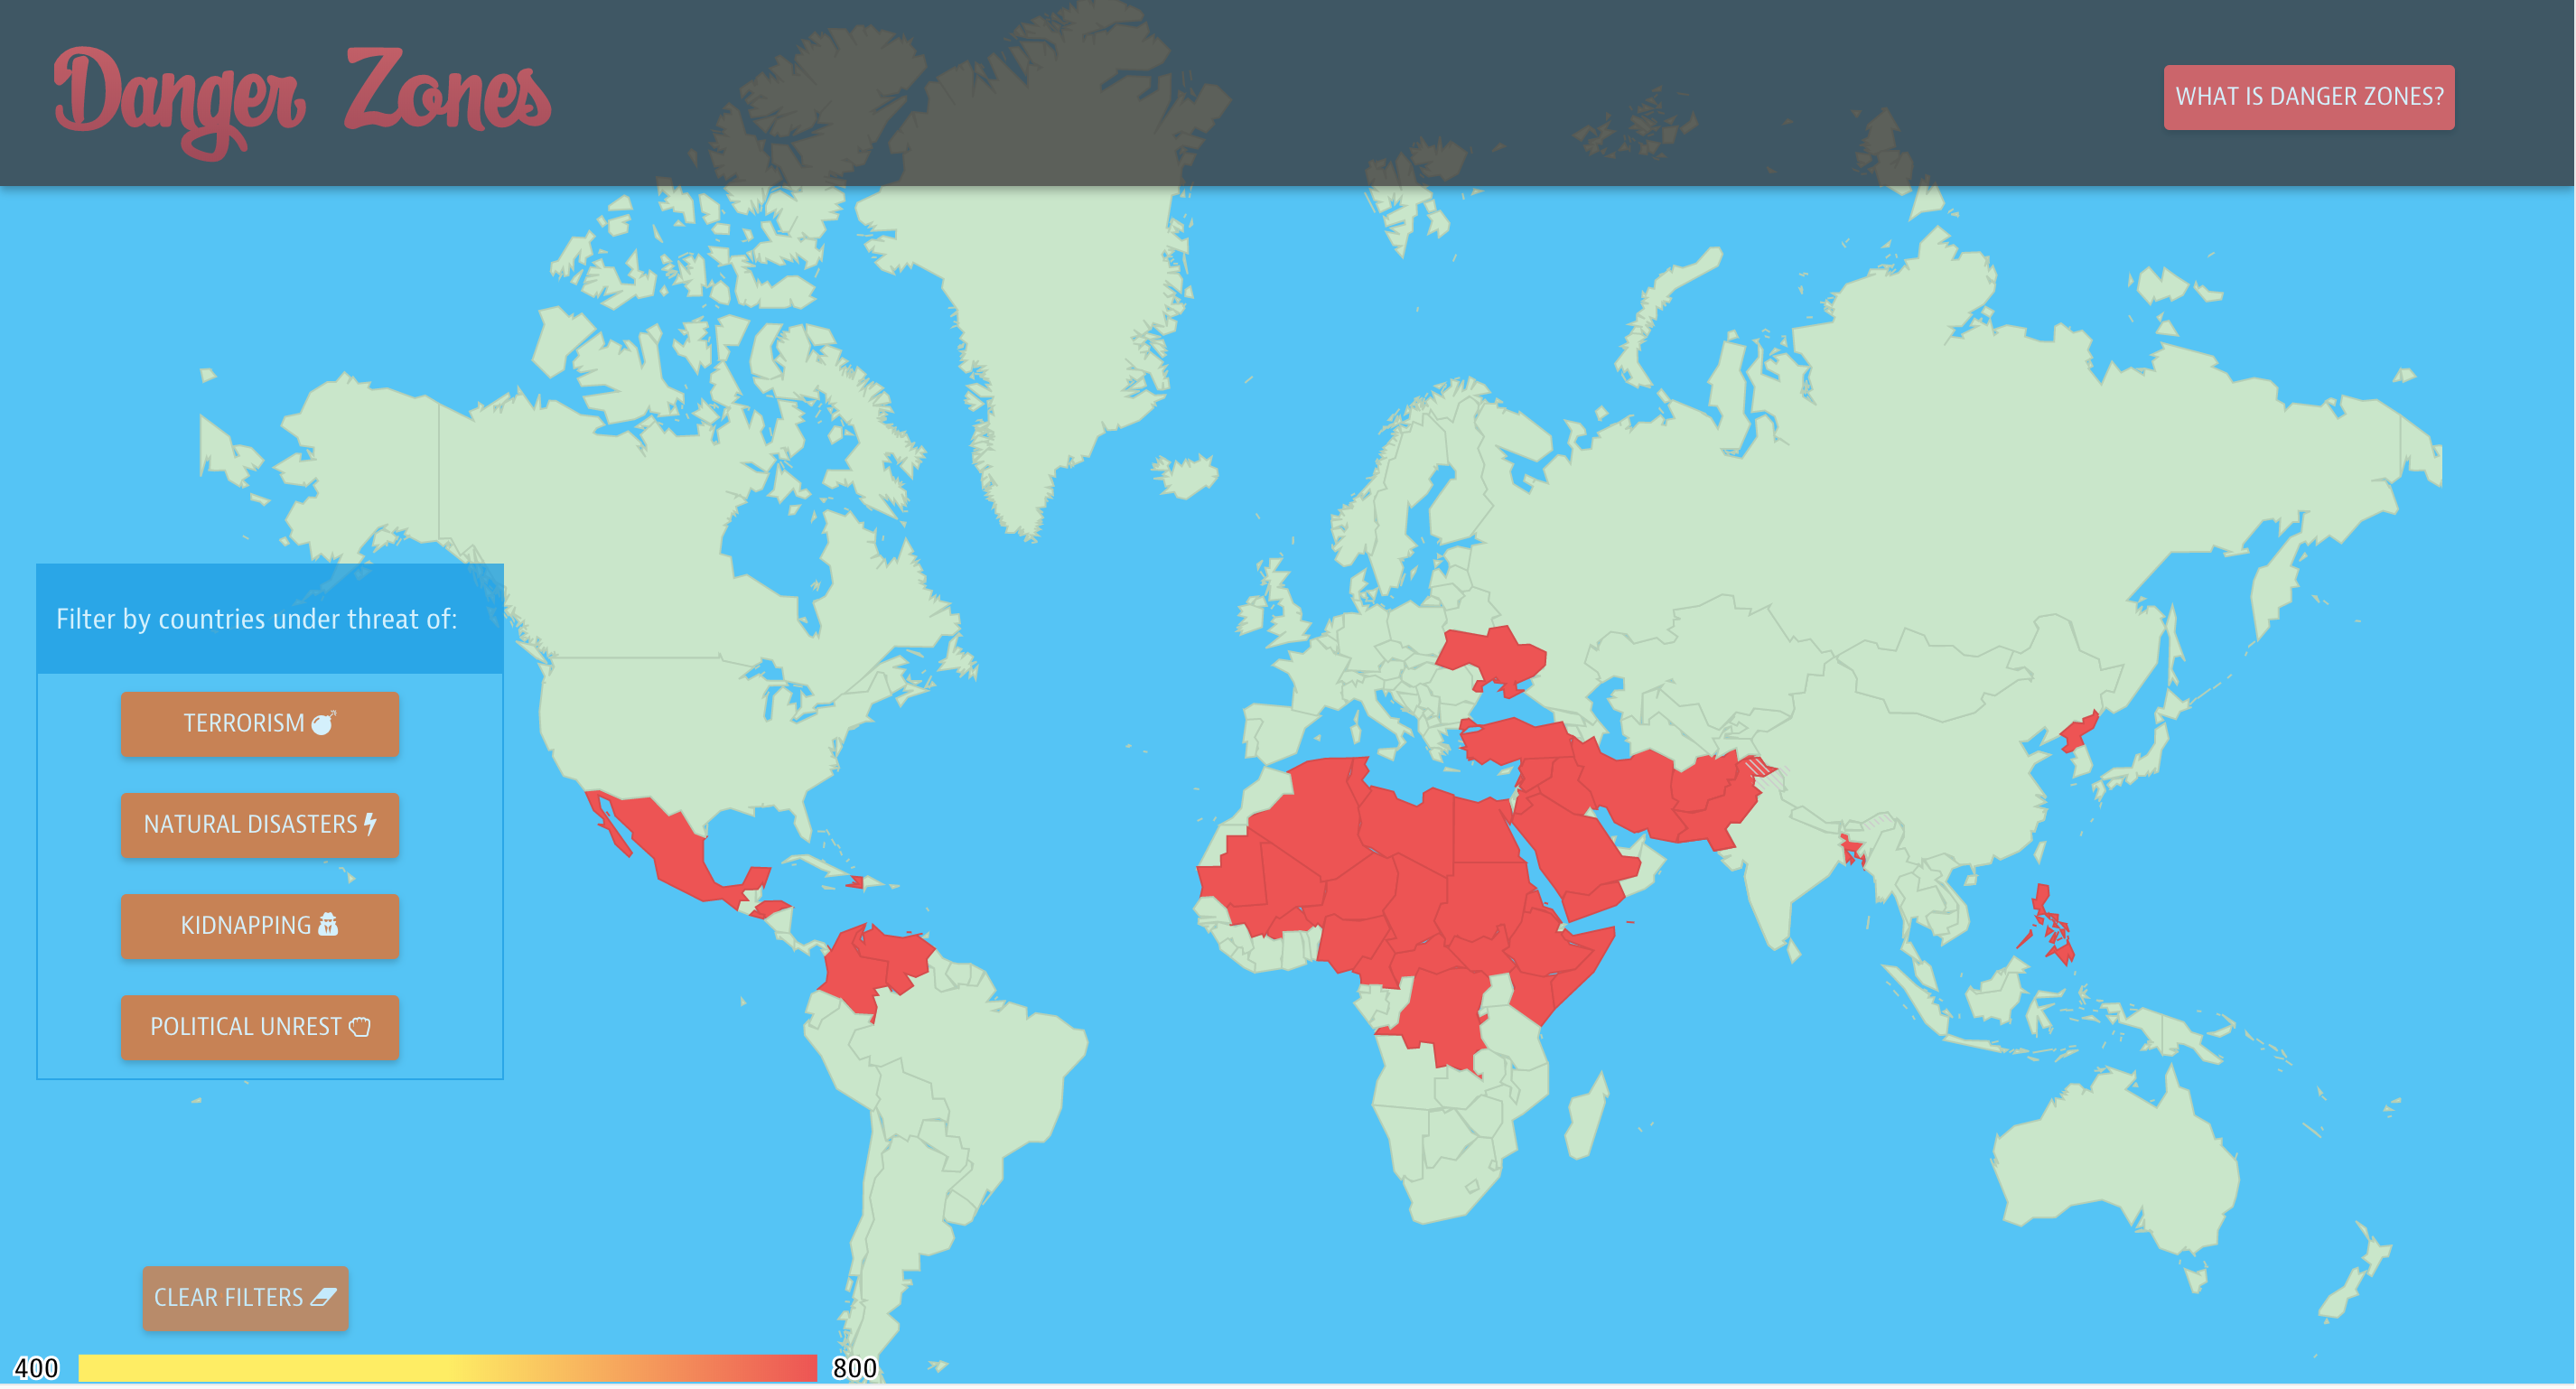 Danger Zones
WHAT IS DANGER ZONES?
Filter by countries under threat of:
TERRORISM
NATURAL DISASTERS
KIDNAPPING
POLITICAL UNREST
CLEAR FILTERS
400
800